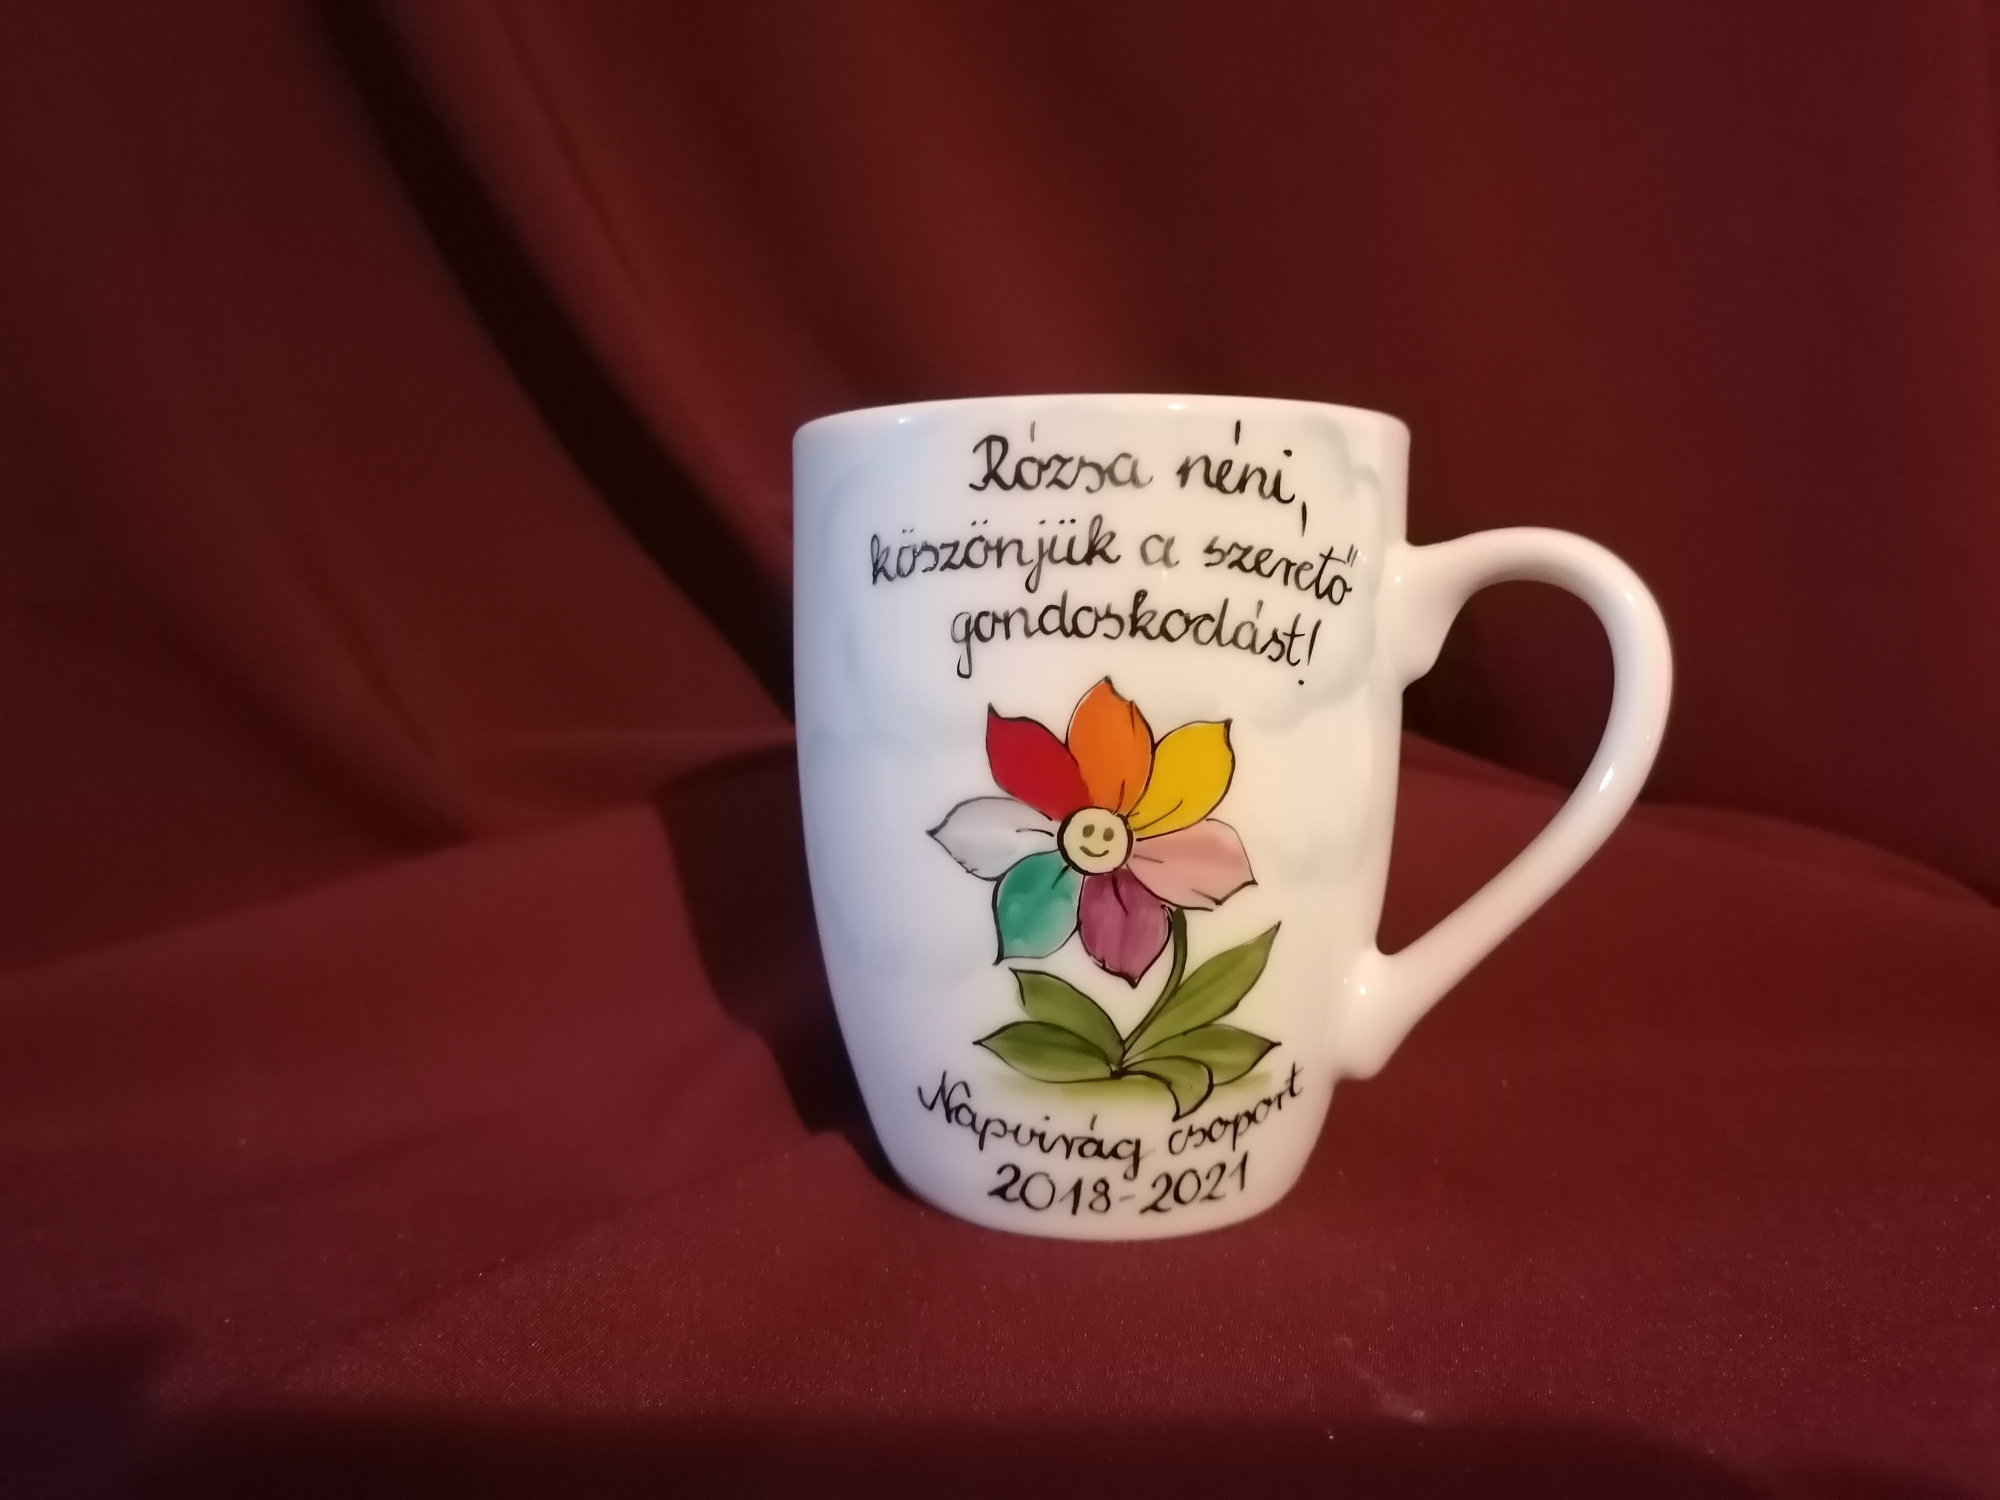 Rózsa néni,
köszönjük a szerető
gondoskodást!
Napvirág csoport
2018-2021